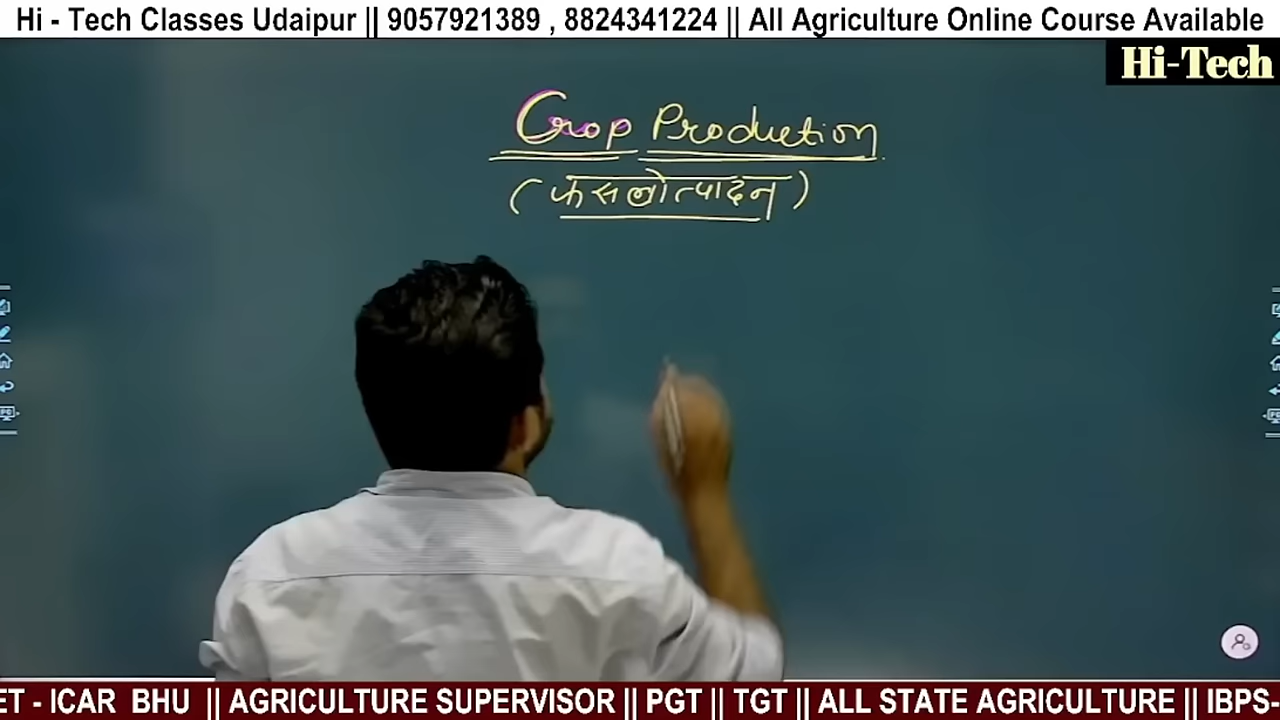 Hi - Tech Classes Udaipur || 9057921389 , 8824341224 || All Agriculture Online Course Available
Hi-Tech
Crop Production
(फसलोत्पादन)
ET - ICAR BHU || AGRICULTURE SUPERVISOR || PGT || TGT || ALL STATE AGRICULTURE || IBPS-